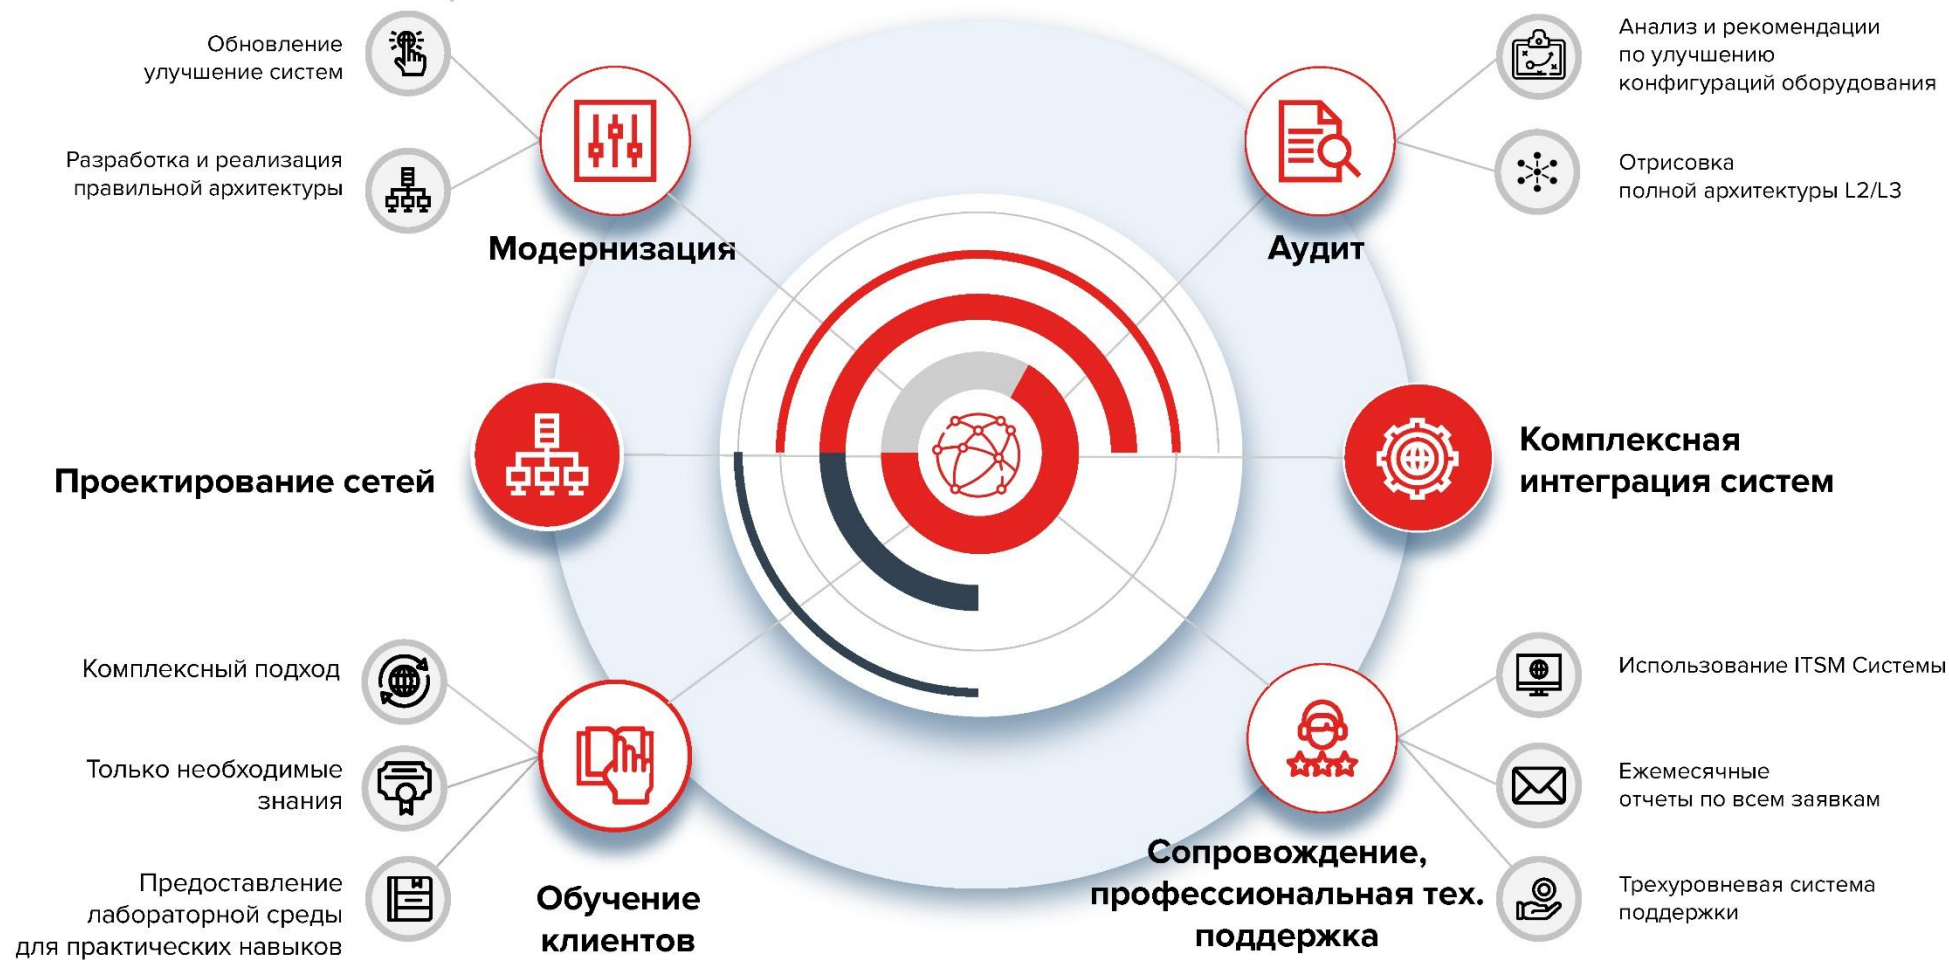 Обновление
улучшение систем
Разработка и реализация
правильной архитектуры
Модернизация
Анализ и рекомендации
по улучшению
конфигураций оборудования
Отрисовка
полной архитектуры L2/L3
Аудит
Проектирование сетей
Комплексная
интеграция систем
Комплексный подход
Только необходимые
знания
Предоставление
лабораторной среды
для практических навыков
Обучение
клиентов
Сопровождение,
профессиональная тех.
поддержка
Использование ITSM Системы
Ежемесячные
отчеты по всем заявкам
Трехуровневая система
поддержки